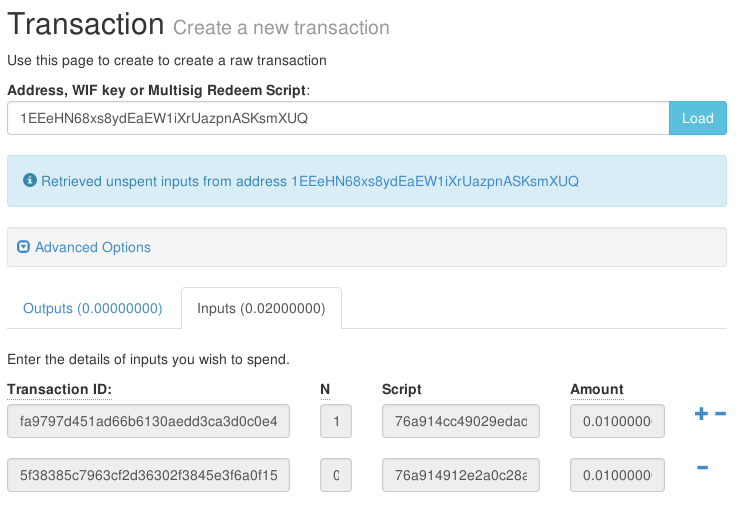 Transaction Create a new transaction
Use this page to create to create a raw transaction
Address, WIF key or Multisig Redeem Script:
1EEeHN68xs8ydEaEW1iXrUazpnASKsmXUQ Load
Retrieved unspent inputs from address 1EEeHN68xs8ydEaEW1iXrUazpnASKsmXUQ
Advanced Options
Outputs (0.00000000) Inputs (0.02000000)
Enter the details of inputs you wish to spend.
Transaction ID: N Script Amount
fa9797d451ad66b6130aedd3ca3d0c0e4 1 76a914cc49029edad 0.0100000
5f38385c7963cf2d36302f3845e3f6a0f15 0 76a914912e2a0c28a 0.0100000